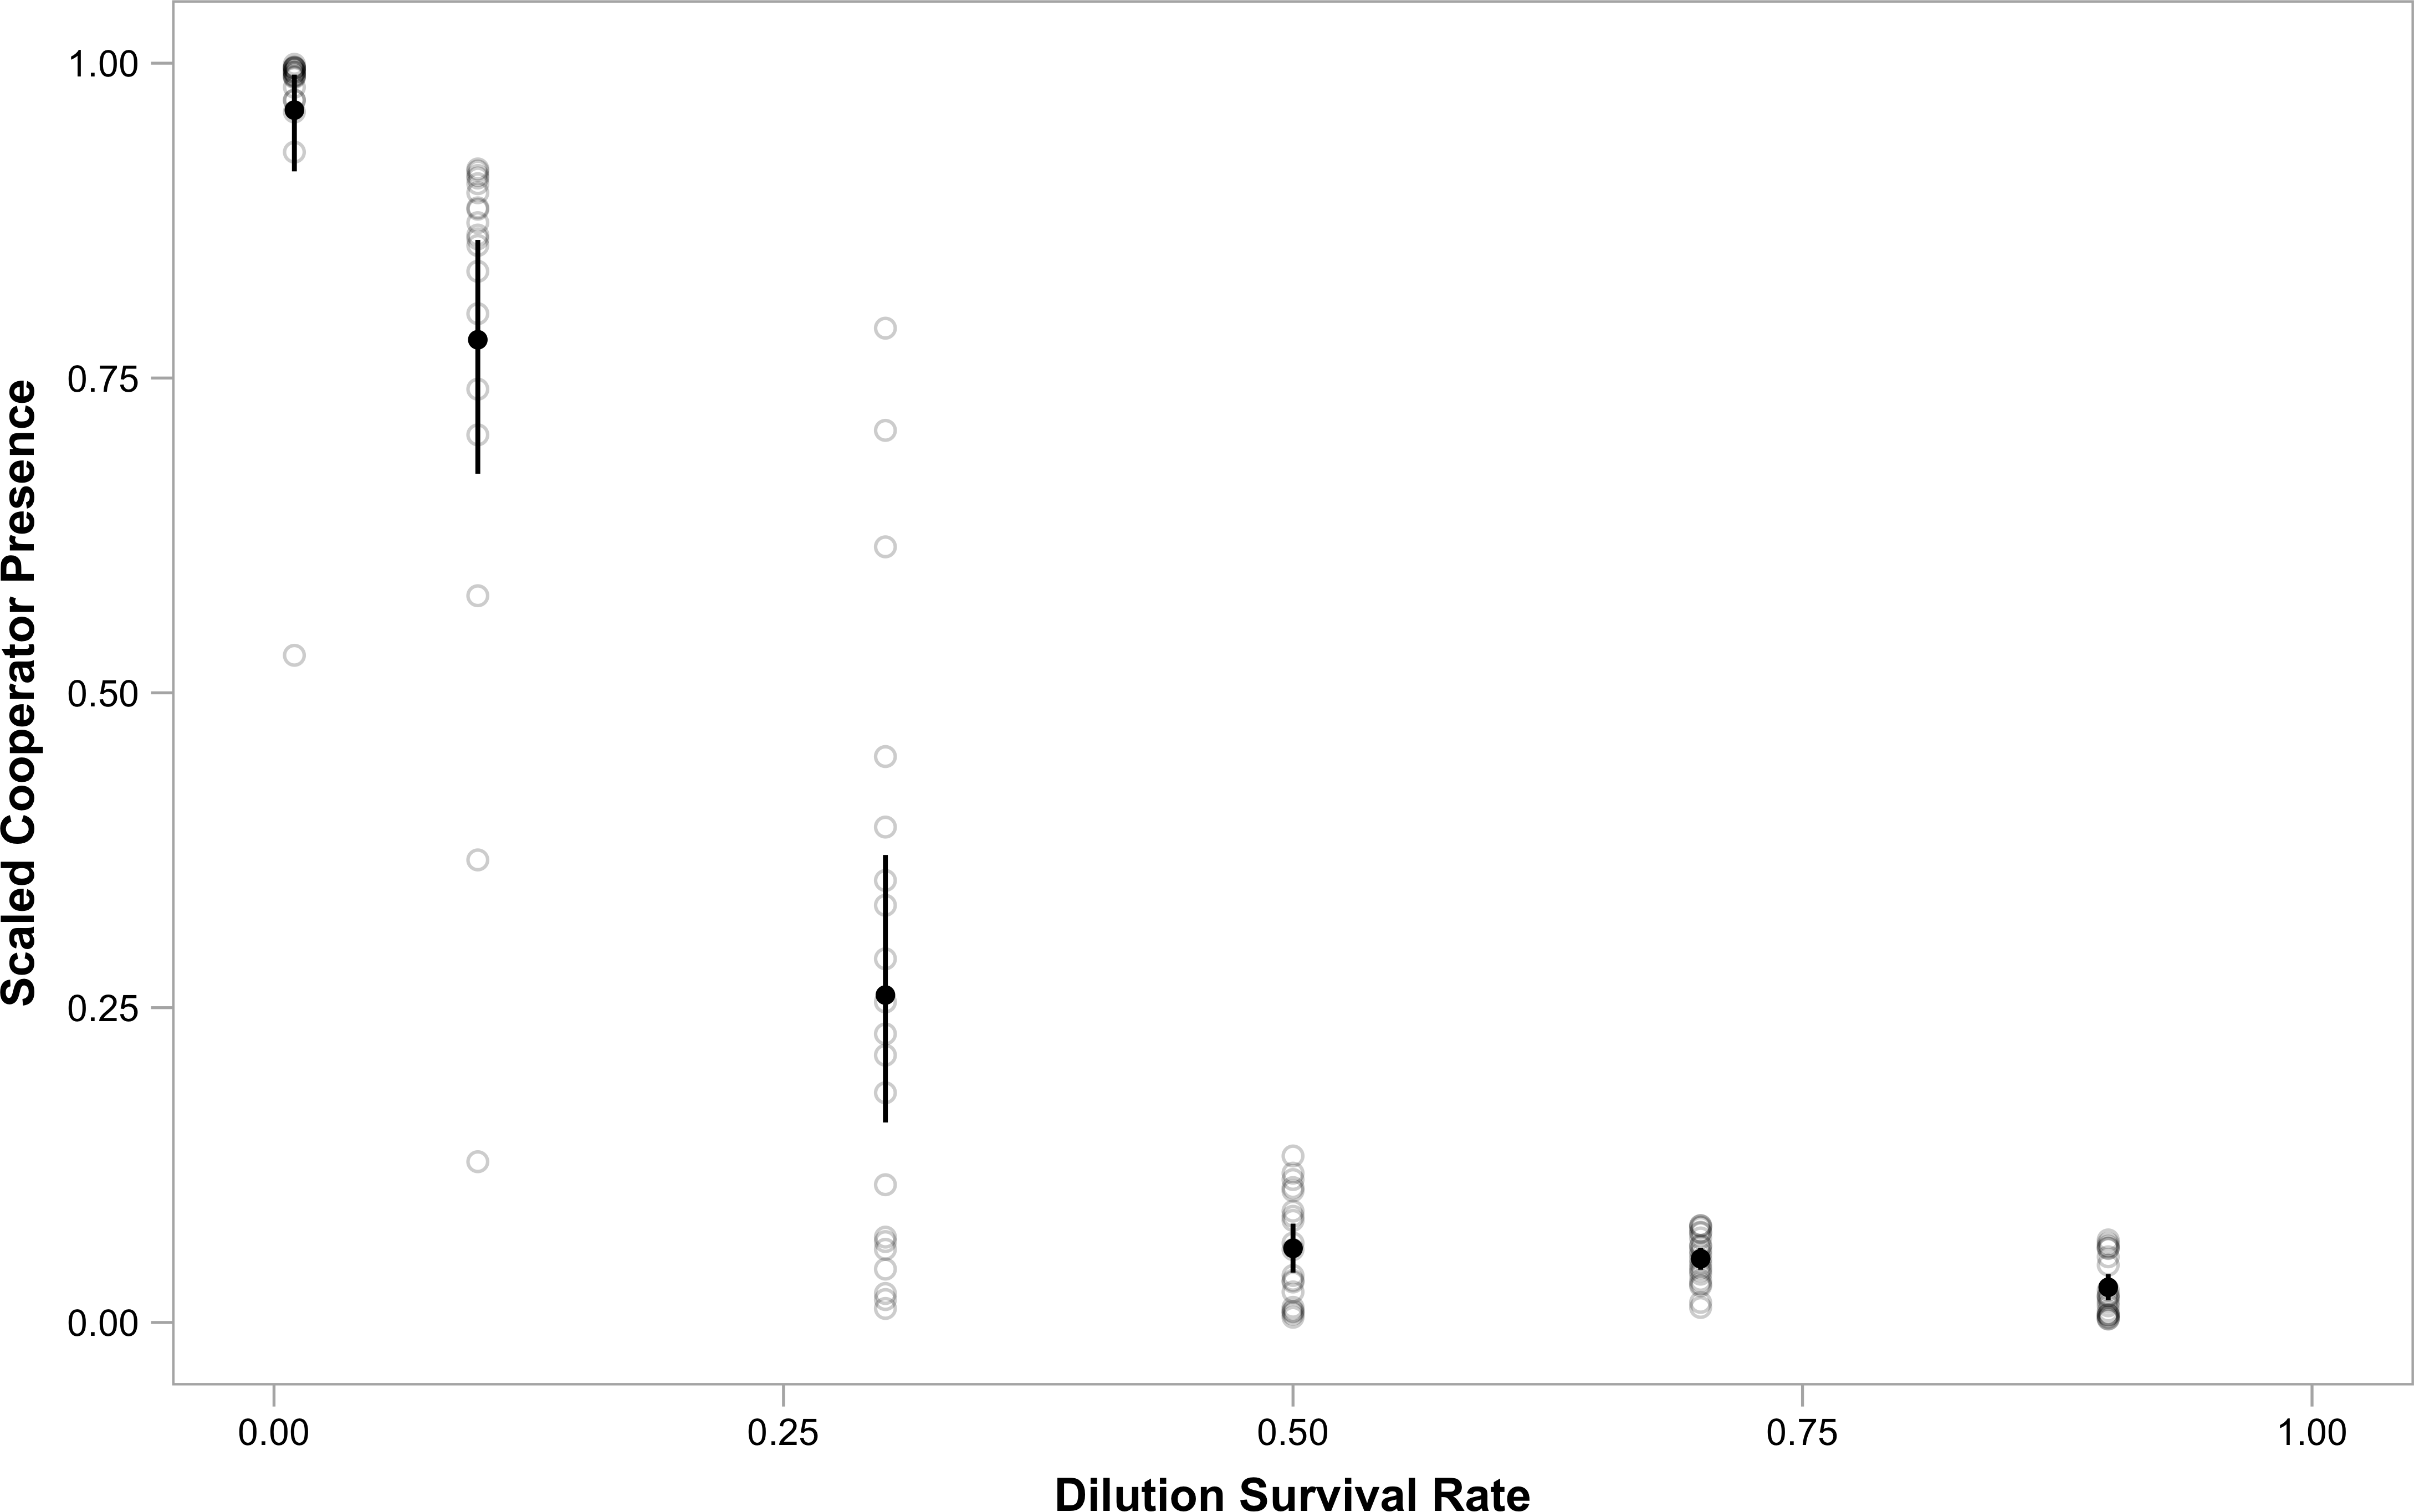 1.00
0.75
0.50
0.25
0.00
Scaled Cooperator Presence
0.00 0.25 0.50 0.75 1.00
Dilution Survival Rate